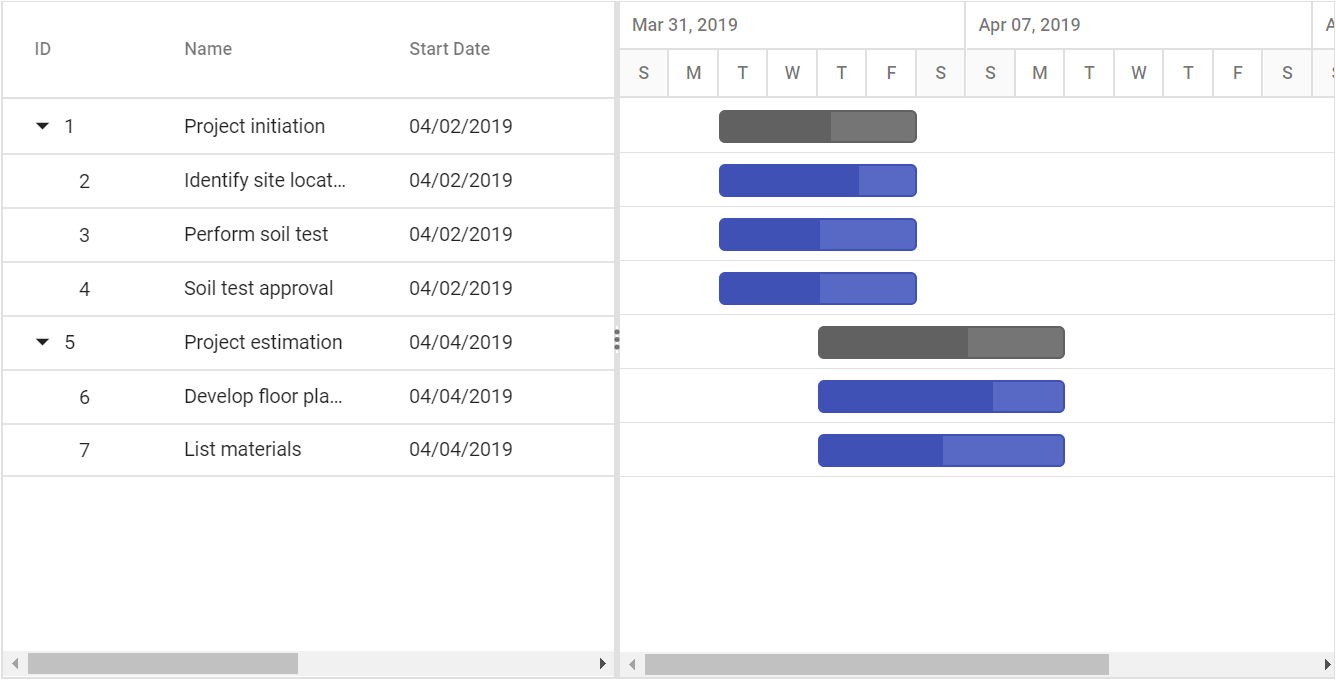 ID Name Start Date Mar 31, 2019 Apr 07, 2019 A
S M T W T F S S M T W T F S S
1 Project initiation 04/02/2019
2 Identify site locat... 04/02/2019
3 Perform soil test 04/02/2019
4 Soil test approval 04/02/2019
5 Project estimation 04/04/2019
6 Develop floor pla... 04/04/2019
7 List materials 04/04/2019